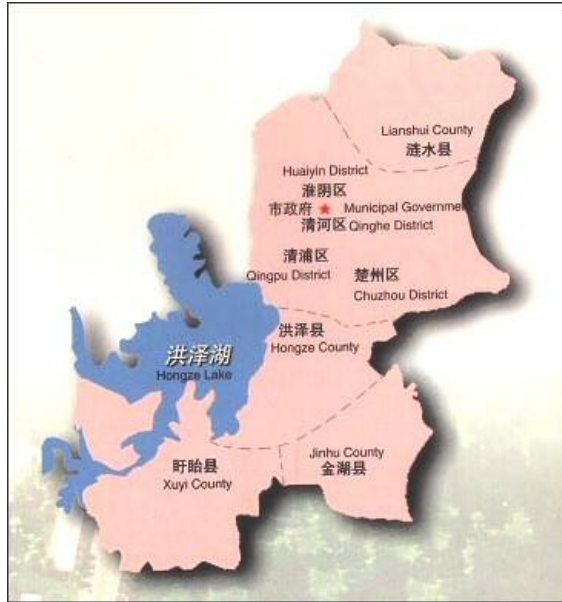 Lianshui County
涟水县
Huaiyin District
淮阴区
市政府 ★ Municipal Governmer
清河区 Qinghe District
清浦区
Qingpu District
楚州区
Chuzhou District
洪泽县
Hongze County
洪泽湖
Hongze Lake
Jinhu County
金湖县
盱眙县
Xuyi County